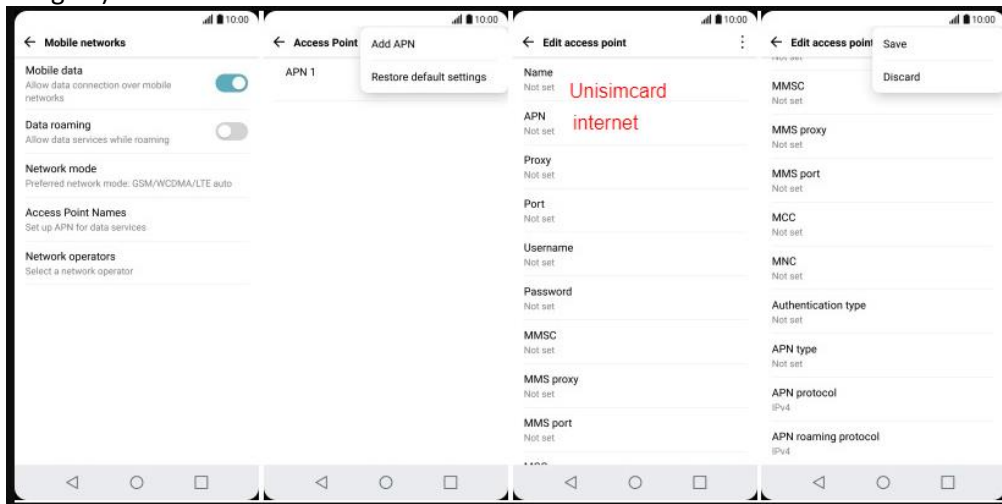 10:00
Mobile networks
Mobile data
Allow data connection over mobile
networks
Data roaming
Allow data services while roaming
Network mode
Preferred network mode: GSM/WCDMA/LTE auto
Access Point Names
Set up APN for data services
Network operators
Select a network operator
10:00
Access Point
Add APN
APN 1
Restore default settings
10:00
Edit access point
Name
Not set
Unisimcard
APN
Not set
internet
Proxy
Not set
Port
Not set
Username
Not set
Password
Not set
MMSC
Not set
MMS proxy
Not set
MMS port
Not set
10:00
Edit access point
Save
Discard
MMSC
Not set
MMS proxy
Not set
MMS port
Not set
MCC
Not set
MNC
Not set
Authentication type
Not set
APN type
Not set
APN protocol
IPv4
APN roaming protocol
IPv4